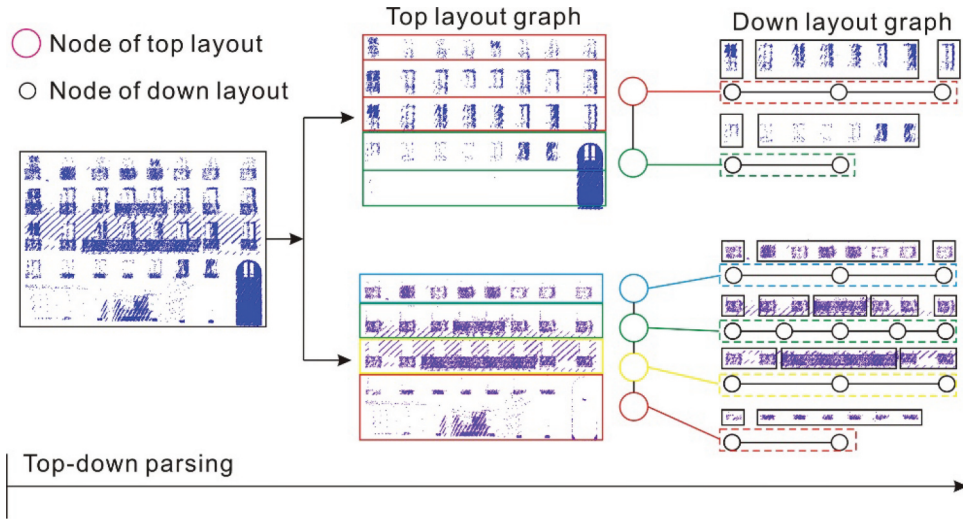 Top layout graph
Down layout graph
Node of top layout
Node of down layout
Top-down parsing